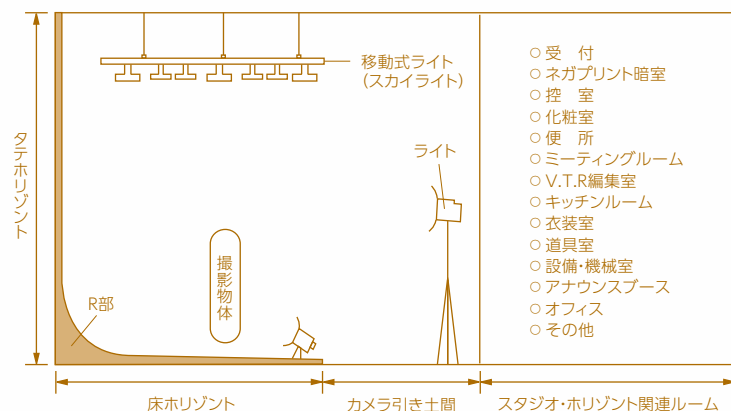 移動式ライト
(スカイライト)
タテホリゾント
ライト
R部
撮影物体
○受　付
○ネガプリント暗室
○控　室
○化粧室
○便　所
○ミーティングルーム
○V.T.R編集室
○キッチンルーム
○衣装室
○道具室
○設備・機械室
○アナウンスブース
○オフィス
○その他
床ホリゾント
カメラ引き土間
スタジオ・ホリゾント関連ルーム